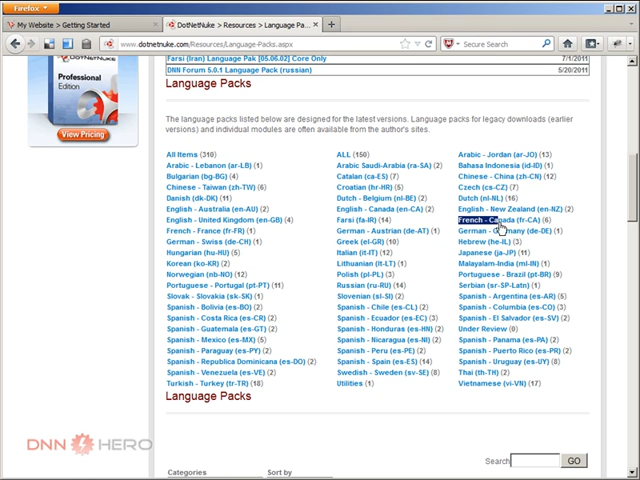 Firefox
My Website > Getting Started
DotNetNuke > Resources > Language Pack...
www.dotnetnuke.com/Resources/Language-Packs.aspx
Secure Search
DOTNETNUKE
Professional
Edition
View Pricing
Farsi (Iran) Language Pak [05.06.02] Core Only 7/1/2011
DNN Forum 5.0.1 Language Pack (russian) 5/20/2011
Language Packs
The language packs listed below are designed for the latest versions. Language packs for legacy downloads (earlier
versions) and individual modules are often available from the author's sites.
All Items (310) ALL (150) Arabic - Jordan (ar-JO) (13)
Arabic - Lebanon (ar-LB) (1) Arabic Saudi-Arabia (ra-SA) (2) Bahasa Indonesia (id-ID) (1)
Bulgarian (bg-BG) (4) Catalan (ca-ES) (7) Chinese - China (zh-CN) (12)
Chinese - Taiwan (zh-TW) (6) Croatian (hr-HR) (5) Czech (cs-CZ) (7)
Danish (dk-DK) (11) Dutch - Belgium (nl-BE) (2) Dutch (nl-NL) (16)
English - Australia (en-AU) (2) English - Canada (en-CA) (2) English - New Zealand (en-NZ) (2)
English - United Kingdom (en-GB) (4) Farsi (fa-IR) (14) French - Canada (fr-CA) (6)
French - France (fr-FR) (1) German - Austrian (de-AT) (1) German - Germany (de-DE) (1)
German - Swiss (de-CH) (1) Greek (el-GR) (10) Hebrew (he-IL) (3)
Hungarian (hu-HU) (5) Italian (it-IT) (12) Japanese (ja-JP) (11)
Korean (ko-KR) (2) Lithuanian (lt-LT) (1) Malayalam-India (ml-IN) (1)
Norwegian (nb-NO) (12) Polish (pl-PL) (3) Portuguese - Brazil (pt-BR) (9)
Portuguese - Portugal (pt-PT) (11) Russian (ru-RU) (14) Serbian (sr-SP-Latn) (1)
Slovak - Slovakia (sk-SK) (1) Slovenian (sl-SI) (2) Spanish - Argentina (es-AR) (5)
Spanish - Bolivia (es-BO) (2) Spanish - Chile (es-CL) (2) Spanish - Columbia (es-CO) (3)
Spanish - Costa Rica (es-CR) (2) Spanish - Ecuador (es-EC) (3) Spanish - El Salvador (es-SV) (2)
Spanish - Guatemala (es-GT) (2) Spanish - Honduras (es-HN) (2) Under Review (0)
Spanish - Mexico (es-MX) (5) Spanish - Nicaragua (es-NI) (2) Spanish - Panama (es-PA) (2)
Spanish - Paraguay (es-PY) (2) Spanish - Peru (es-PE) (2) Spanish - Puerto Rico (es-PR) (2)
Spanish - Republica Dominicana (es-DO) (2) Spanish - Spain (es-ES) (14) Spanish - Uruguay (es-UY) (8)
Spanish - Venezuela (es-VE) (2) Swedish - Sweden (sv-SE) (8) Thai (th-TH) (2)
Turkish - Turkey (tr-TR) (18) Utilities (1) Vietnamese (vi-VN) (17)
Language Packs
Search GO
Categories Sort by
DNN HERO